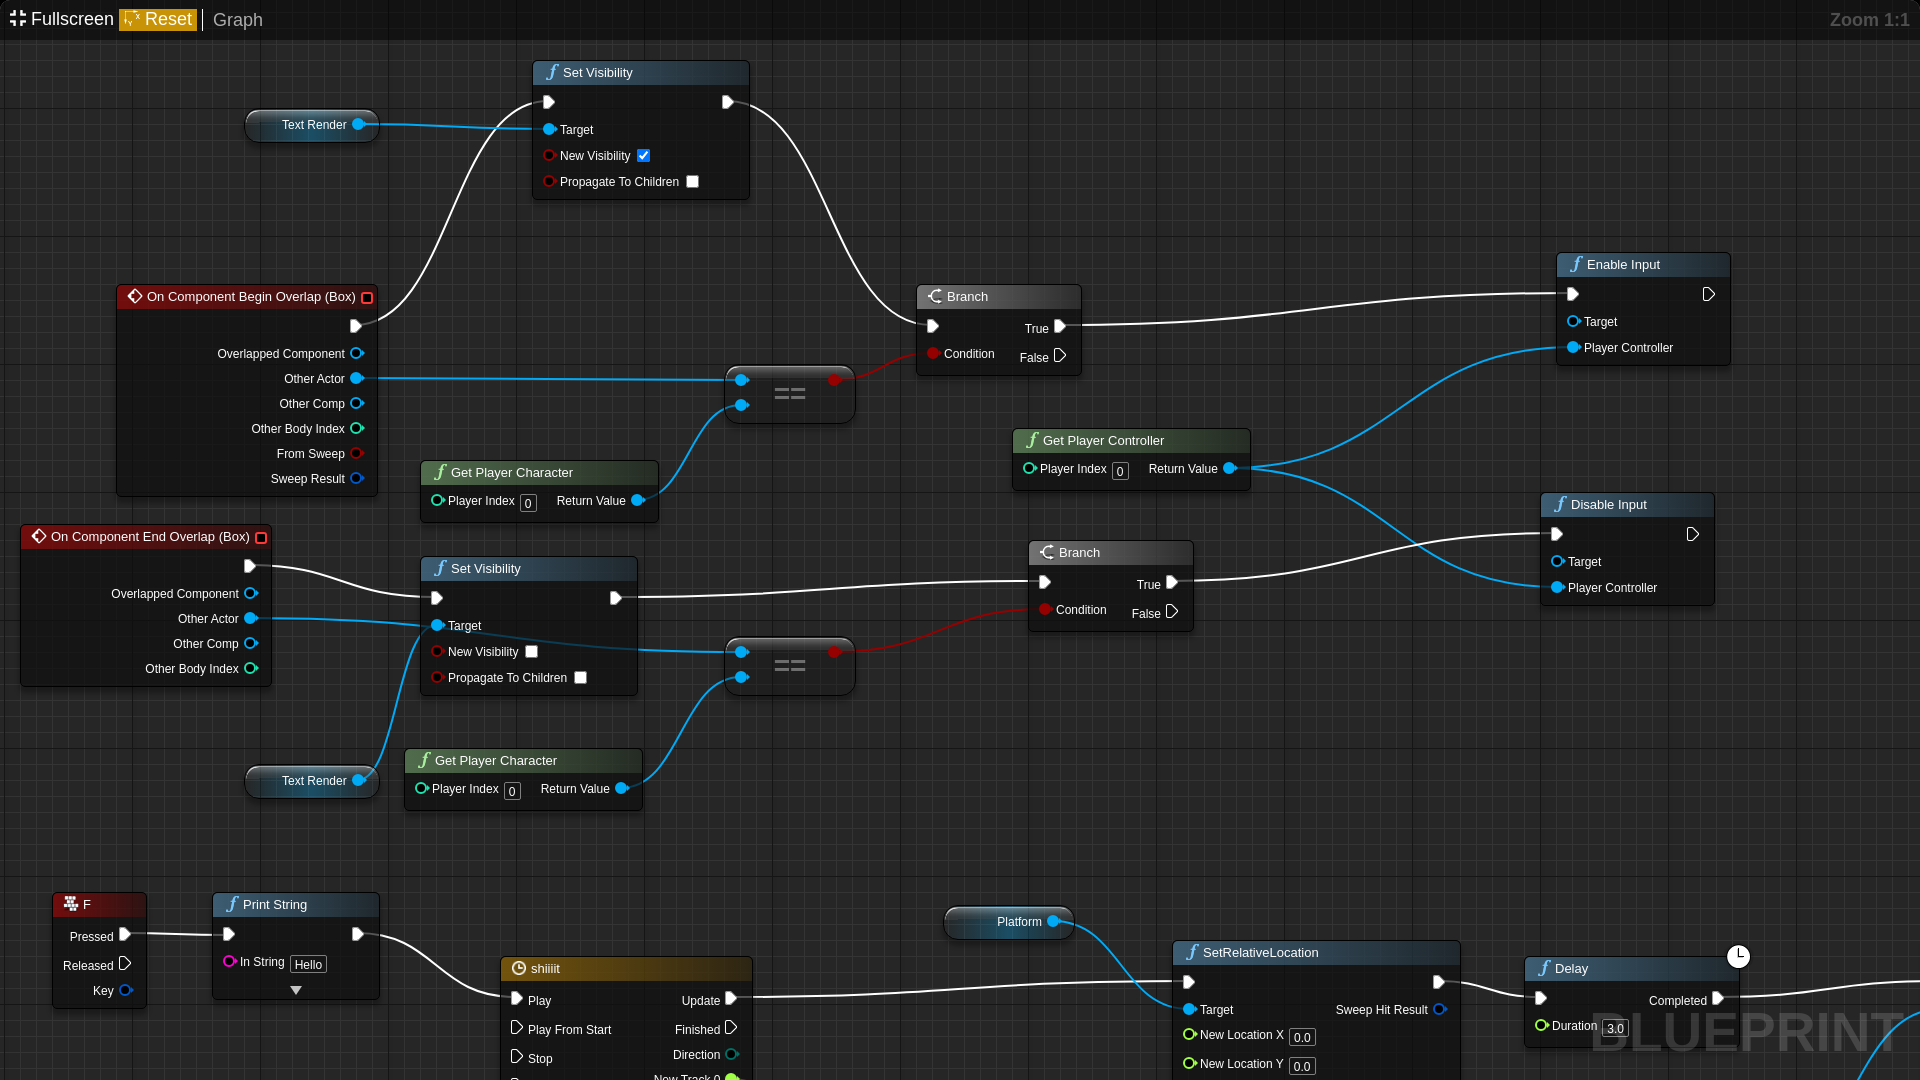 Fullscreen Reset Graph
Zoom 1:1
Set Visibility
Text Render
Target
New Visibility
Propagate To Children
Enable Input
Target
Player Controller
On Component Begin Overlap (Box)
Overlapped Component
Other Actor
Other Comp
Other Body Index
From Sweep
Sweep Result
Branch
True
Condition
False
==
Get Player Character
Player Index 0 Return Value
Get Player Controller
Player Index 0 Return Value
Disable Input
Target
Player Controller
On Component End Overlap (Box)
Overlapped Component
Other Actor
Other Comp
Other Body Index
Set Visibility
Target
New Visibility
Propagate To Children
Branch
True
Condition
False
==
Text Render
Get Player Character
Player Index 0 Return Value
F
Pressed
Released
Key
Print String
In String Hello
shiiiit
Play
Update
Play From Start
Finished
Stop
Direction
New Track 0
Platform
SetRelativeLocation
Target
Sweep Hit Result
New Location X 0.0
New Location Y 0.0
Delay
Completed
Duration 3.0
BLUEPRINT